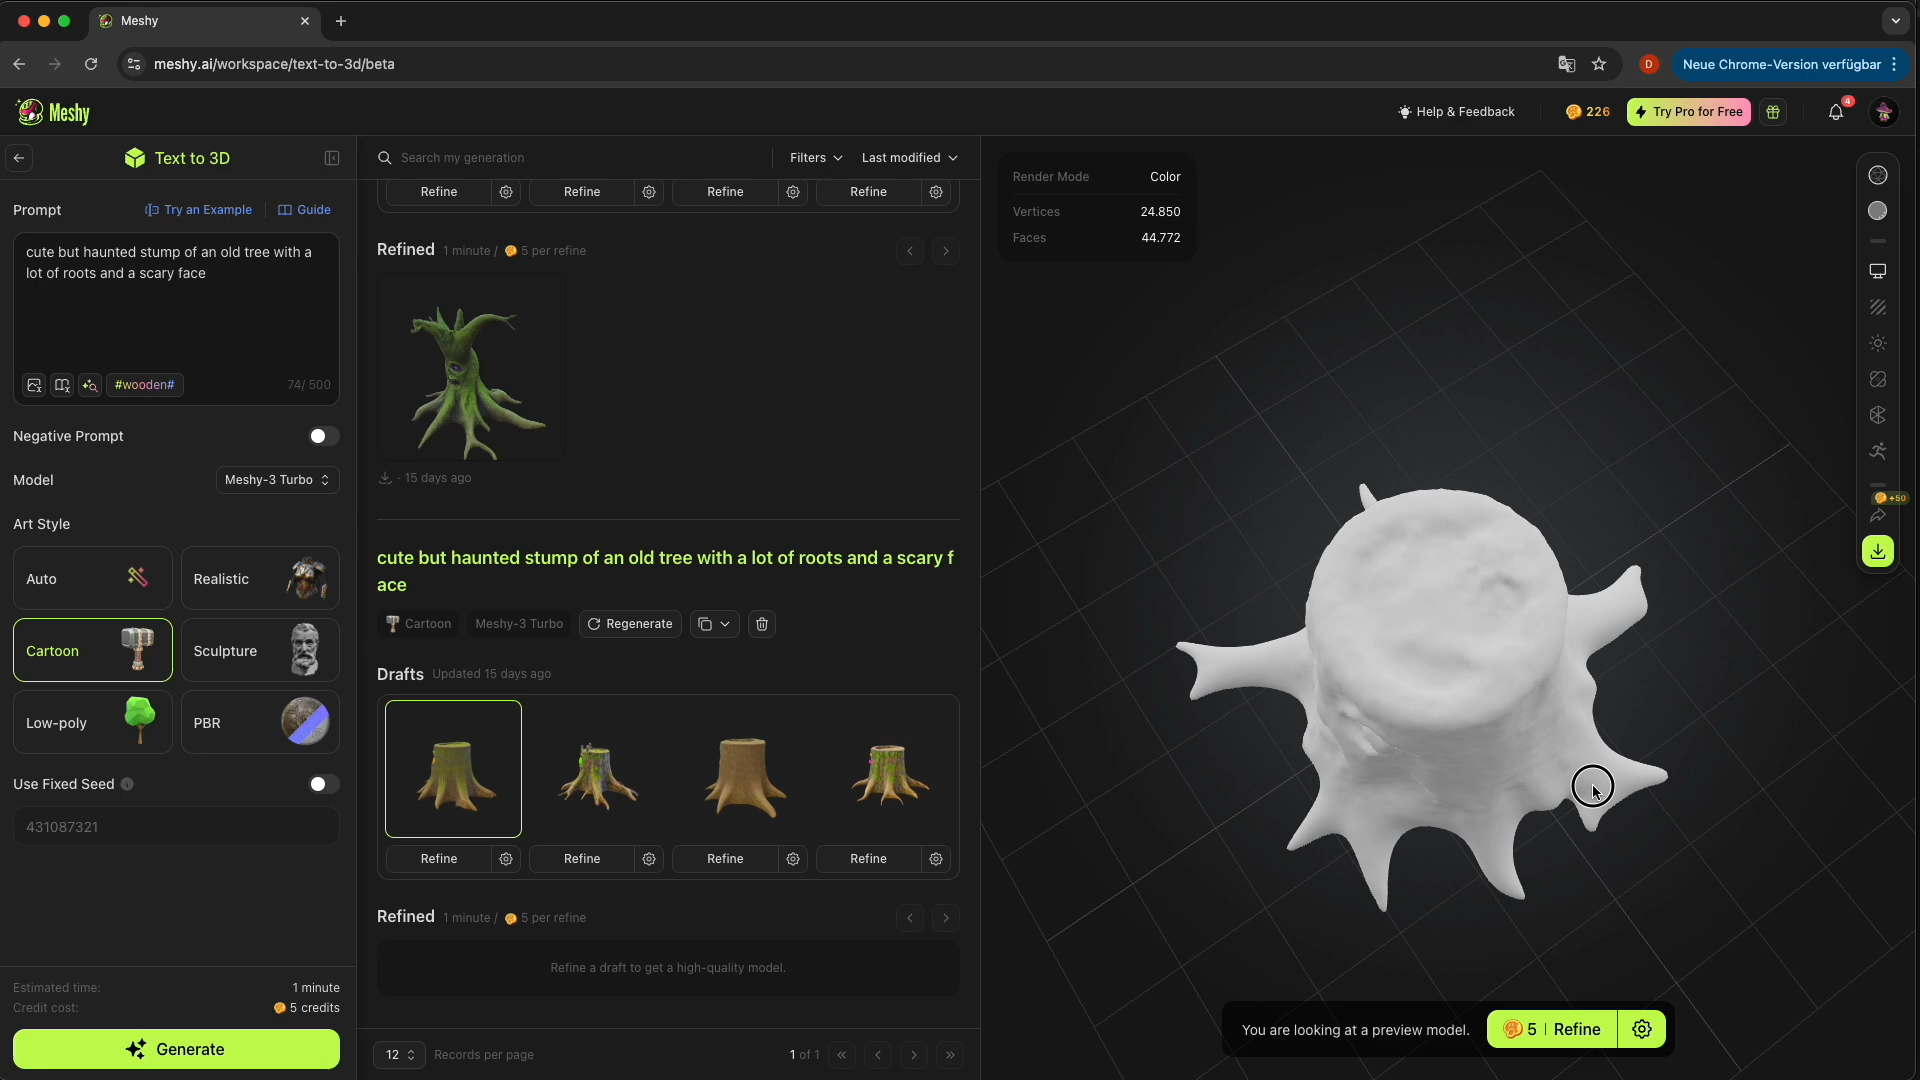 Meshy
meshy.ai/workspace/text-to-3d/beta
D
Neue Chrome-Version verfügbar
Meshy
Help & Feedback
226
Try Pro for Free
4
Text to 3D
Search my generation
Filters
Last modified
Prompt
Try an Example
Guide
cute but haunted stump of an old tree with a
lot of roots and a scary face
#wooden#
74/ 500
Negative Prompt
Model
Meshy-3 Turbo
Art Style
Auto
Realistic
Cartoon
Sculpture
Low-poly
PBR
Use Fixed Seed
431087321
Estimated time:
1 minute
Credit cost:
5 credits
Generate
Refine
Refine
Refine
Refine
Refined
1 minute /
5 per refine
· 15 days ago
cute but haunted stump of an old tree with a lot of roots and a scary f
ace
Cartoon
Meshy-3 Turbo
Regenerate
Drafts
Updated 15 days ago
Refine
Refine
Refine
Refine
Refined
1 minute /
5 per refine
Refine a draft to get a high-quality model.
12
Records per page
1 of 1
Render Mode
Color
Vertices
24.850
Faces
44.772
+50
You are looking at a preview model.
5
Refine